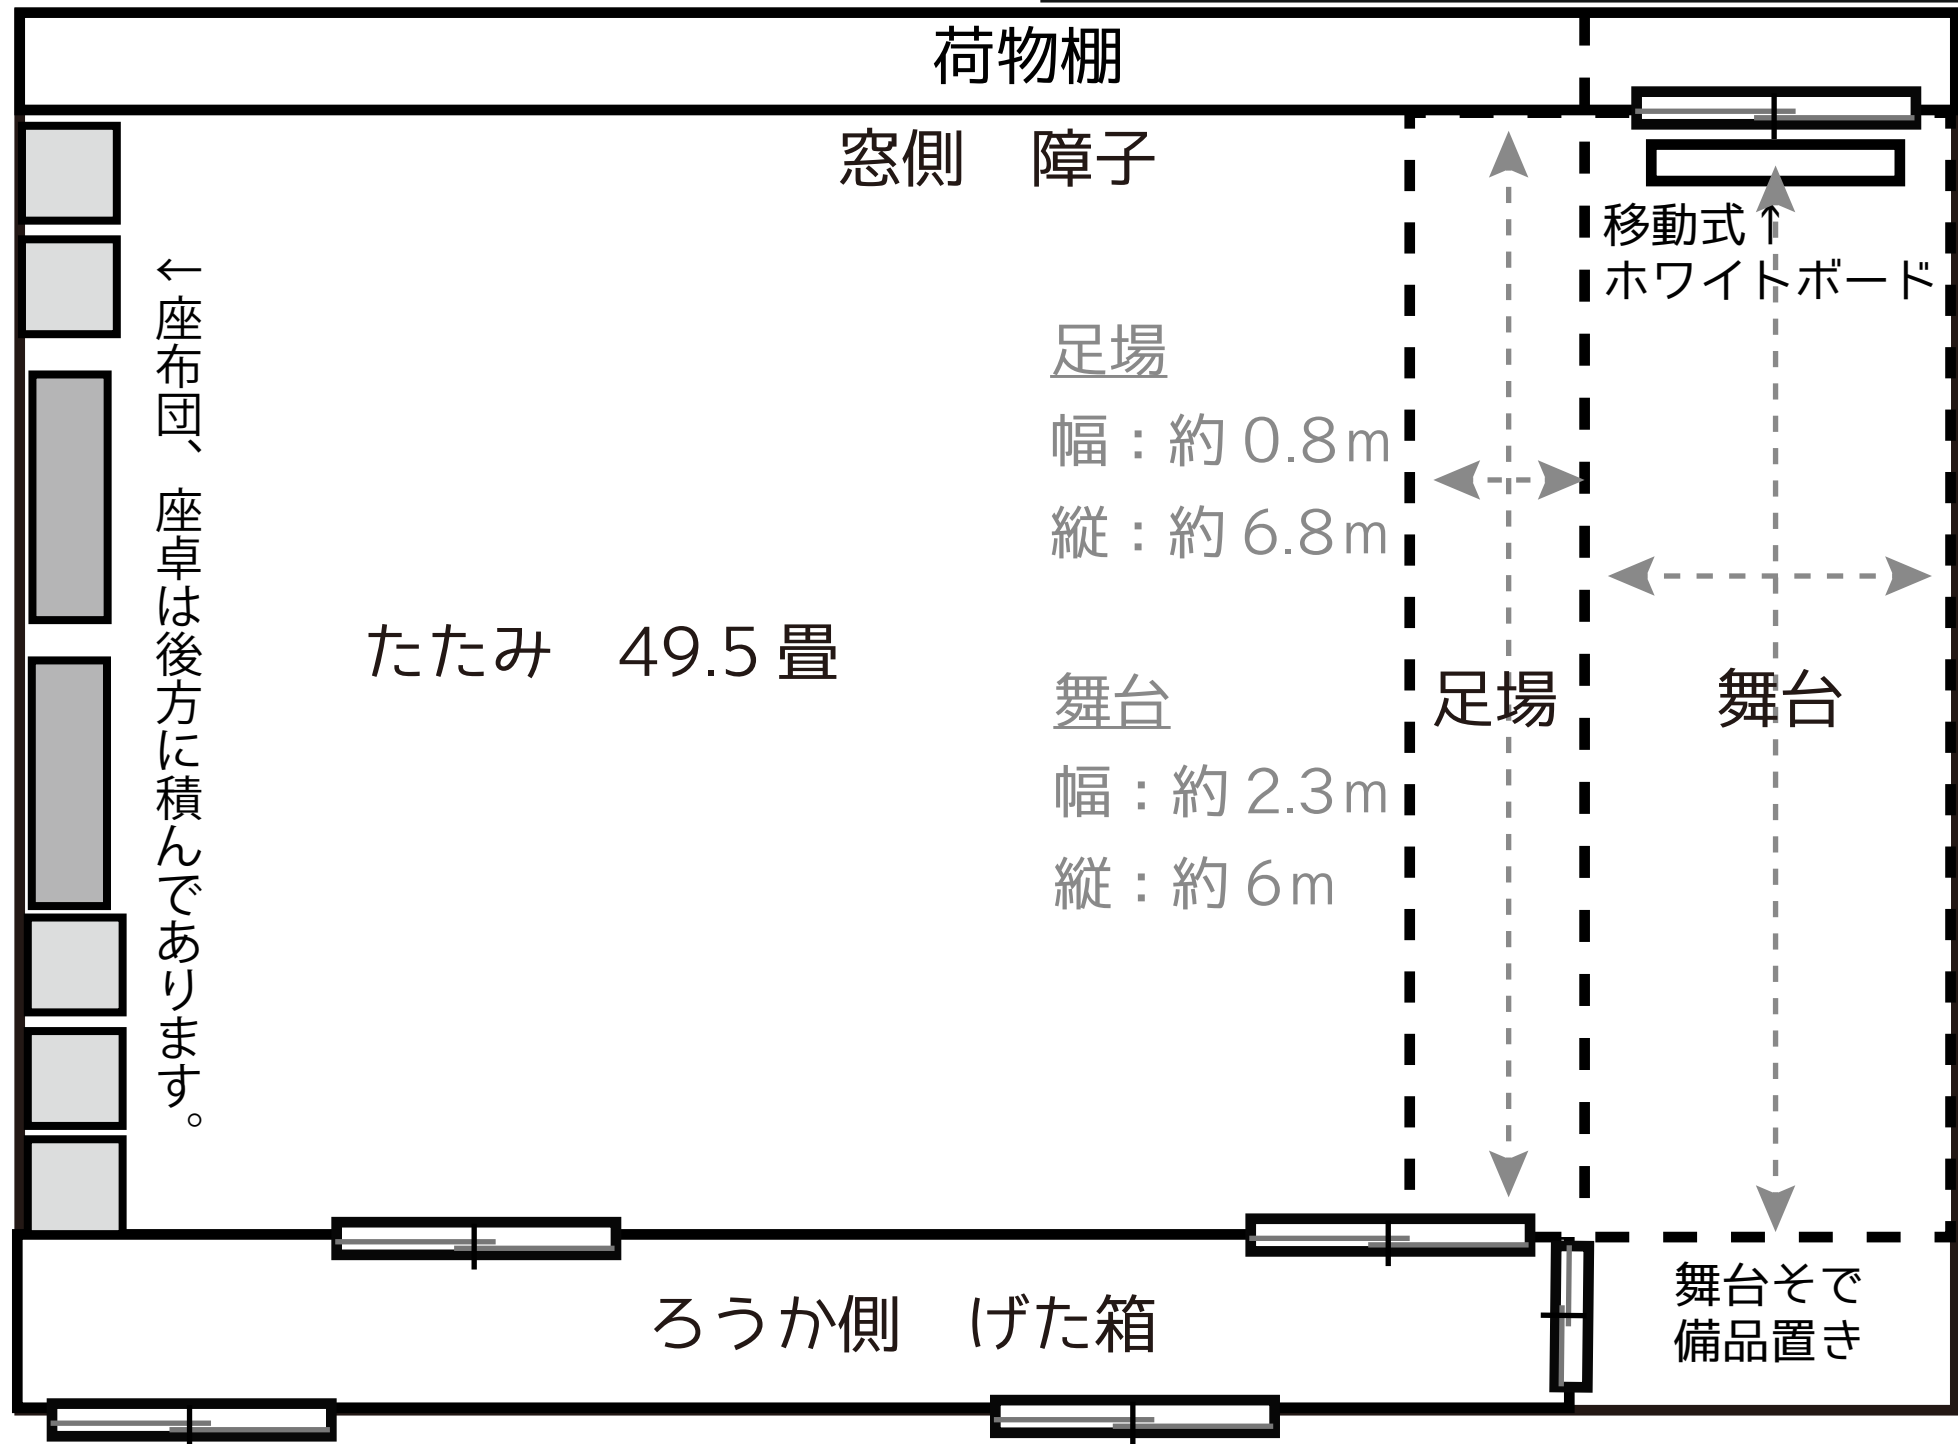 荷物棚
窓側　障子
移動式↑
ホワイトボード
←座布団、座卓は後方に積んであります。
足場
幅：約 0.8m
縦：約 6.8m
たたみ　49.5 畳
舞台
幅：約 2.3m
縦：約 6m
足場
舞台
ろうか側　げた箱
舞台そで
備品置き